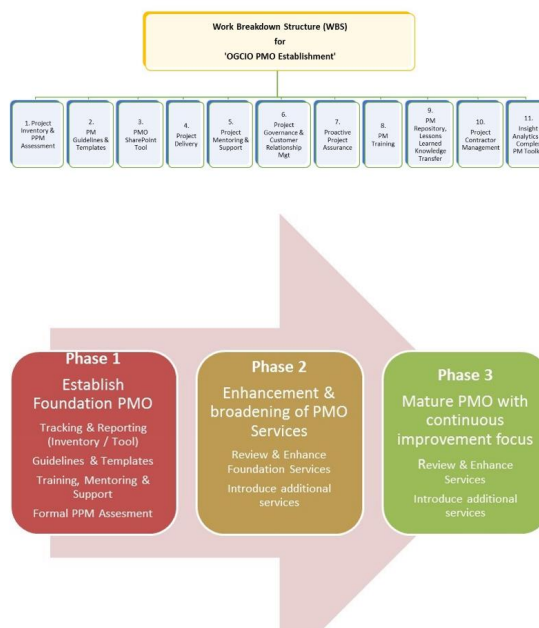 Work Breakdown Structure (WBS)
for
'OGCIO PMO Establishment'
1. Project
Inventory &
PPM
Assessment
2.
PM
Guidelines &
Templates
3.
PMO
SharePoint
Tool
4.
Project
Delivery
5.
Project
Mentoring &
Support
6.
Project
Governance &
Customer
Relationship
Mgt
7.
Proactive
Project
Assurance
8.
PM
Training
9.
PM
Repository,
Lessons
Learned
Knowledge
Transfer
10.
Project
Contractor
Management
11.
Insight
Analytics
Complex
PM Toolk
Phase 1
Establish
Foundation PMO
Tracking & Reporting
(Inventory / Tool)
Guidelines & Templates
Training, Mentoring &
Support
Formal PPM Assesment
Phase 2
Enhancement &
broadening of PMO
Services
Review & Enhance
Foundation Services
Introduce additional
services
Phase 3
Mature PMO with
continuous
improvement focus
Review & Enhance
Services
Introduce additional
services